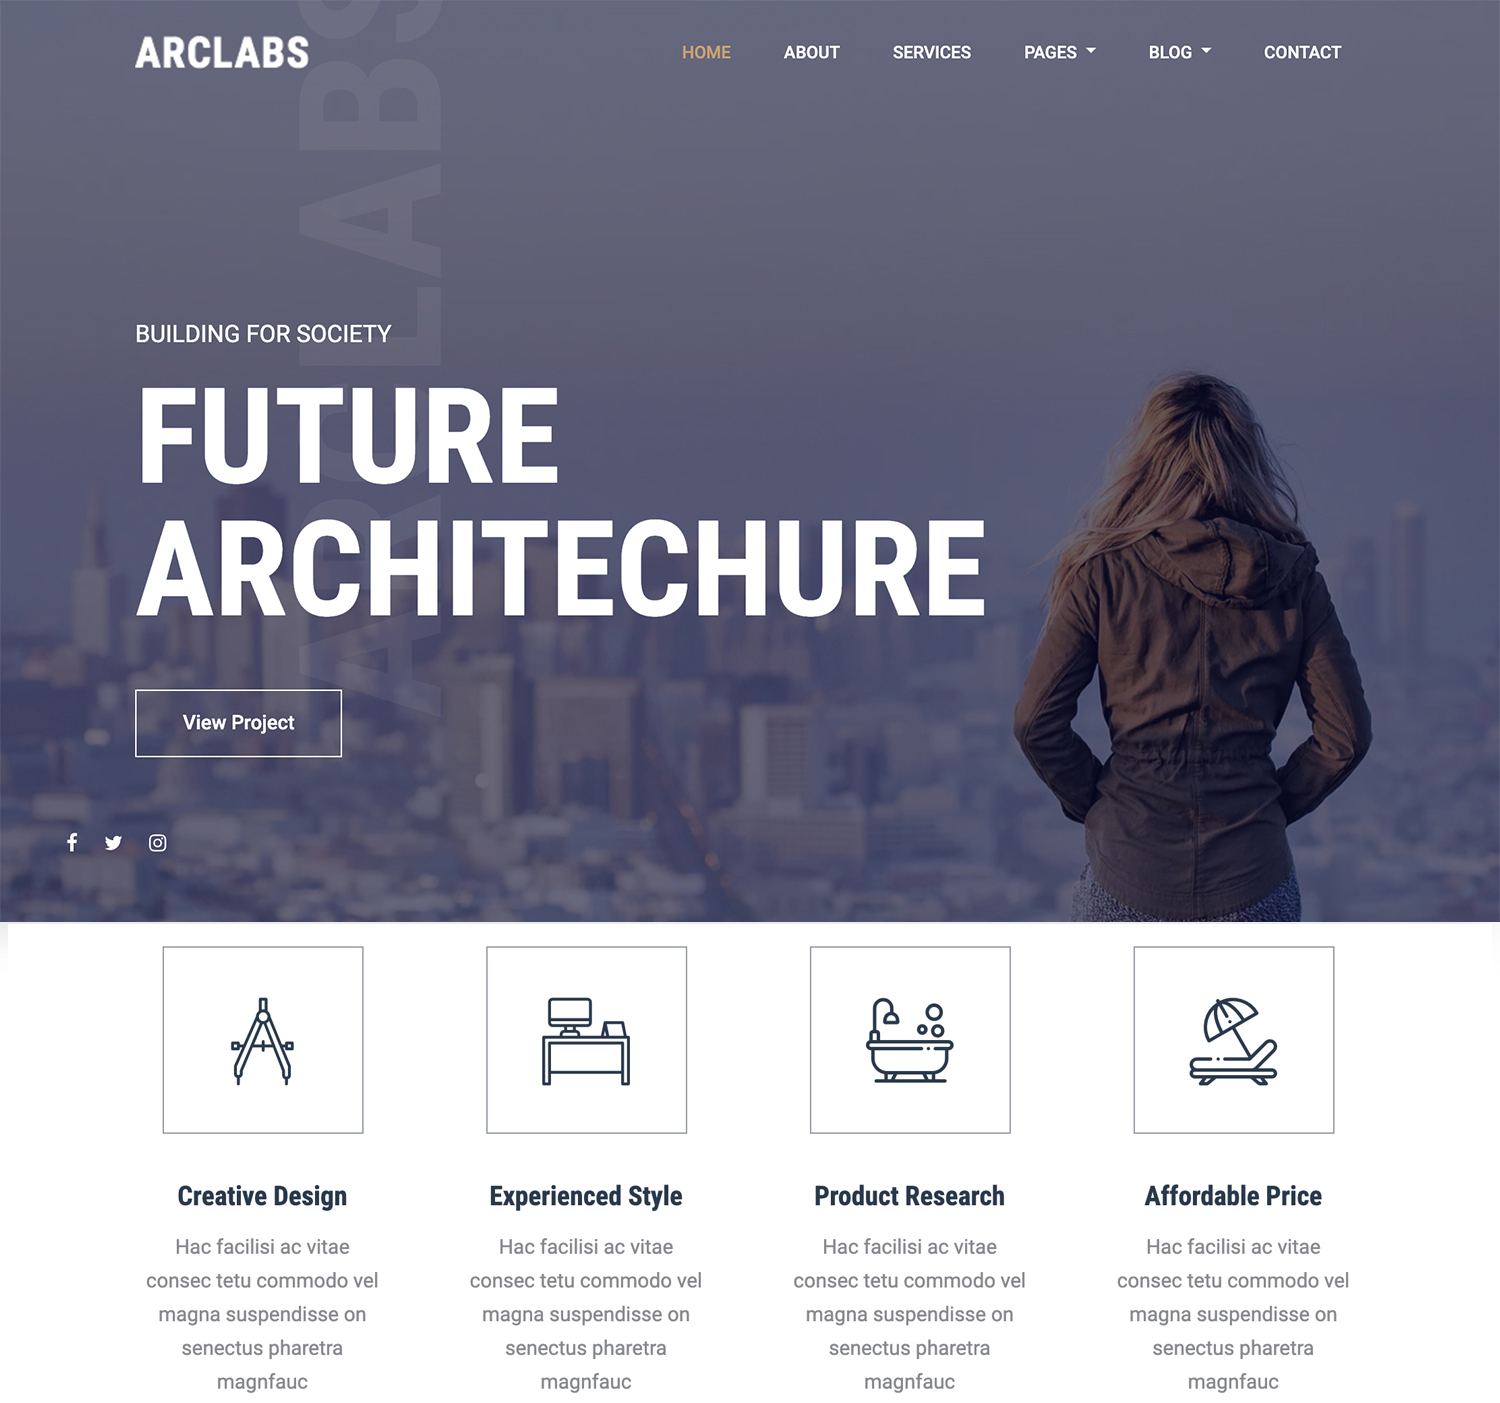 ARCLABS
HOME ABOUT SERVICES PAGES BLOG CONTACT
ARCLABS
BUILDING FOR SOCIETY
FUTURE
ARCHITECHURE
View Project
Creative Design
Hac facilisi ac vitae
consec tetu commodo vel
magna suspendisse on
senectus pharetra
magnfauc
Experienced Style
Hac facilisi ac vitae
consec tetu commodo vel
magna suspendisse on
senectus pharetra
magnfauc
Product Research
Hac facilisi ac vitae
consec tetu commodo vel
magna suspendisse on
senectus pharetra
magnfauc
Affordable Price
Hac facilisi ac vitae
consec tetu commodo vel
magna suspendisse on
senectus pharetra
magnfauc